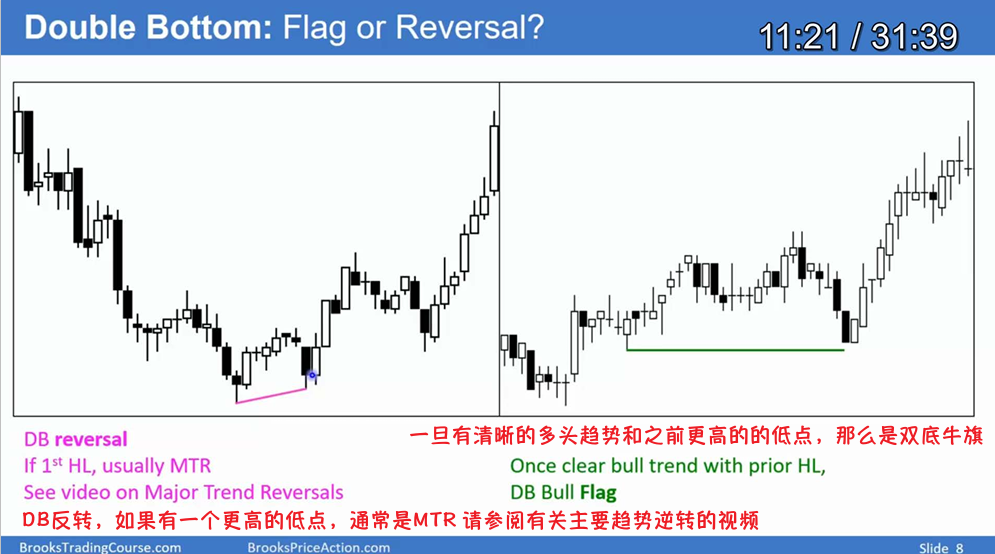 Double Bottom: Flag or Reversal?
11:21 / 31:39
DB reversal
If 1st HL, usually MTR
See video on Major Trend Reversals
DB反转，如果有一个更高的低点，通常是MTR 请参阅有关主要趋势逆转的视频
一旦有清晰的多头趋势和之前更高的的低点，那么是双底牛旗
Once clear bull trend with prior HL,
DB Bull Flag
BrooksTradingCourse.com
BrooksPriceAction.com
Slide 8